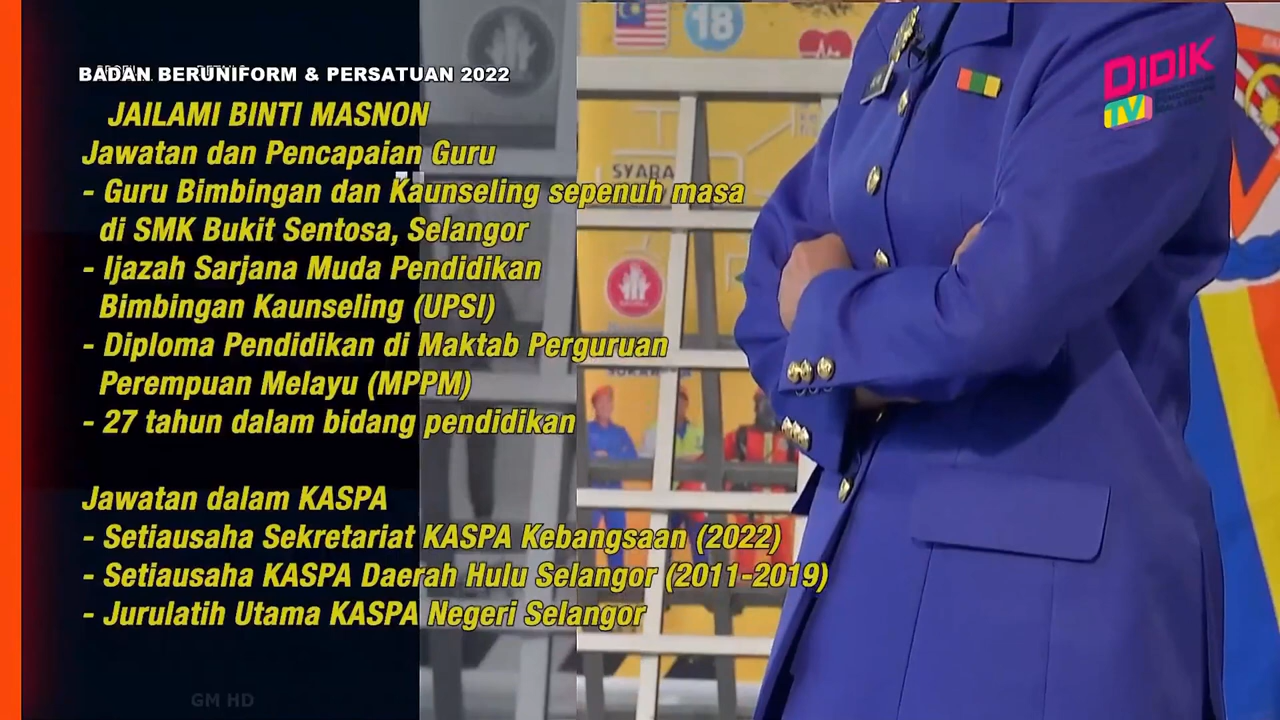 18
BADAN BERUNIFORM & PERSATUAN 2022
DIDIK
TV
JAILAMI BINTI MASNON
Jawatan dan Pencapaian Guru
SYARA
- Guru Bimbingan dan Kaunseling sepenuh masa
di SMK Bukit Sentosa, Selangor
- Ijazah Sarjana Muda Pendidikan
Bimbingan Kaunseling (UPSI)
- Diploma Pendidikan di Maktab Perguruan
Perempuan Melayu (MPPM)
- 27 tahun dalam bidang pendidikan
Jawatan dalam KASPA
- Setiausaha Sekretariat KASPA Kebangsaan (2022)
- Setiausaha KASPA Daerah Hulu Selangor (2011-2019)
- Jurulatih Utama KASPA Negeri Selangor
GM HD